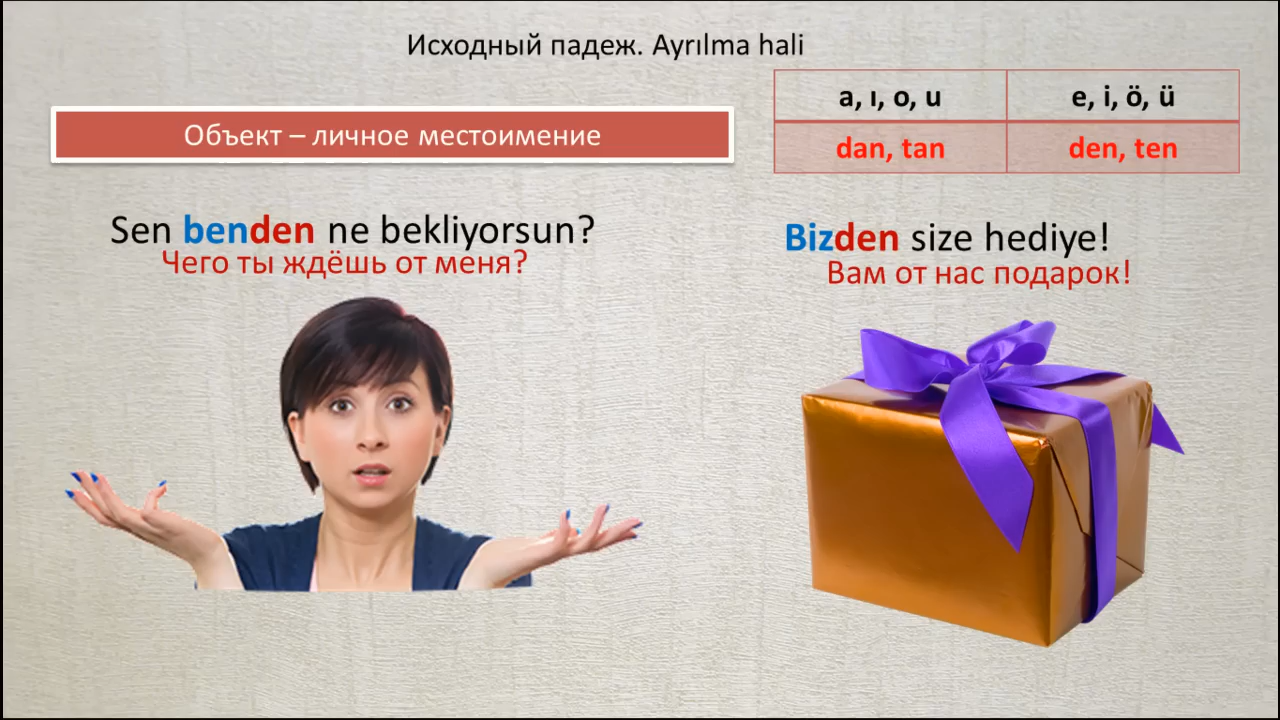 Исходный падеж. Ayrılma hali
Объект – личное местоимение
a, ı, o, u
e, i, ö, ü
dan, tan
den, ten
Sen benden ne bekliyorsun?
Чего ты ждёшь от меня?
Bizden size hediye!
Вам от нас подарок!